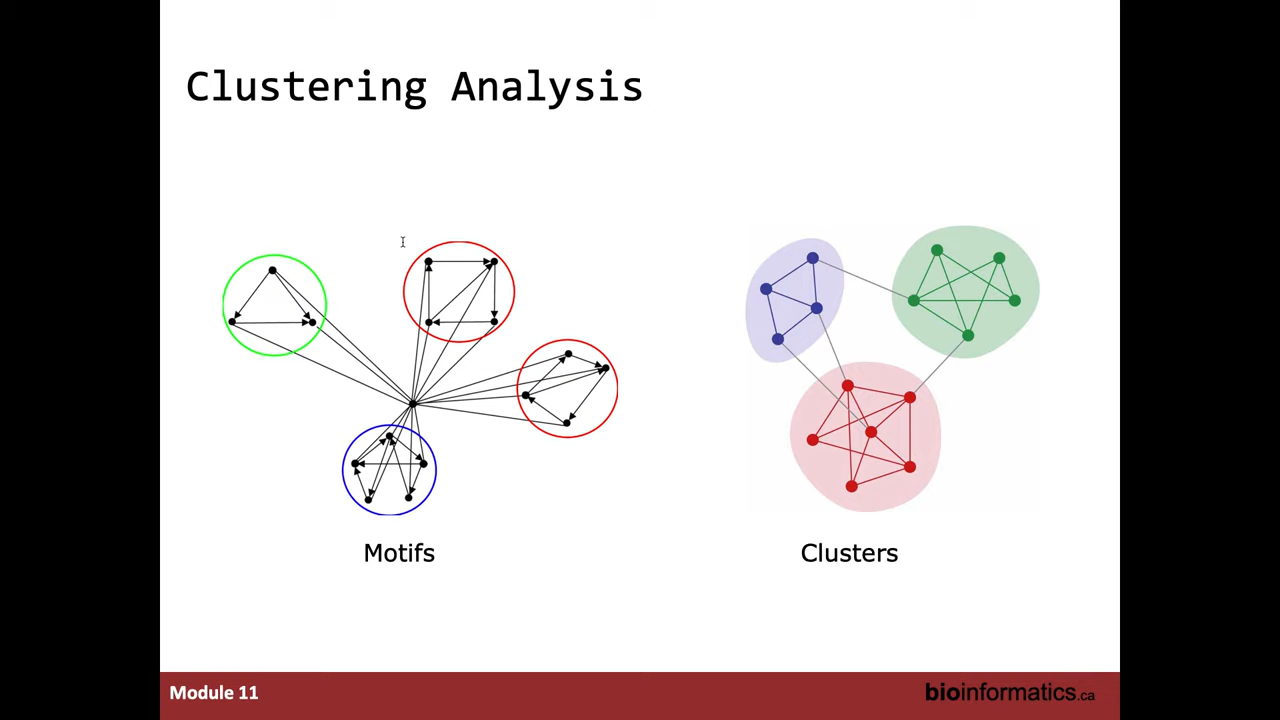 Clustering Analysis
Motifs
Clusters
Module 11
bioinformatics.ca